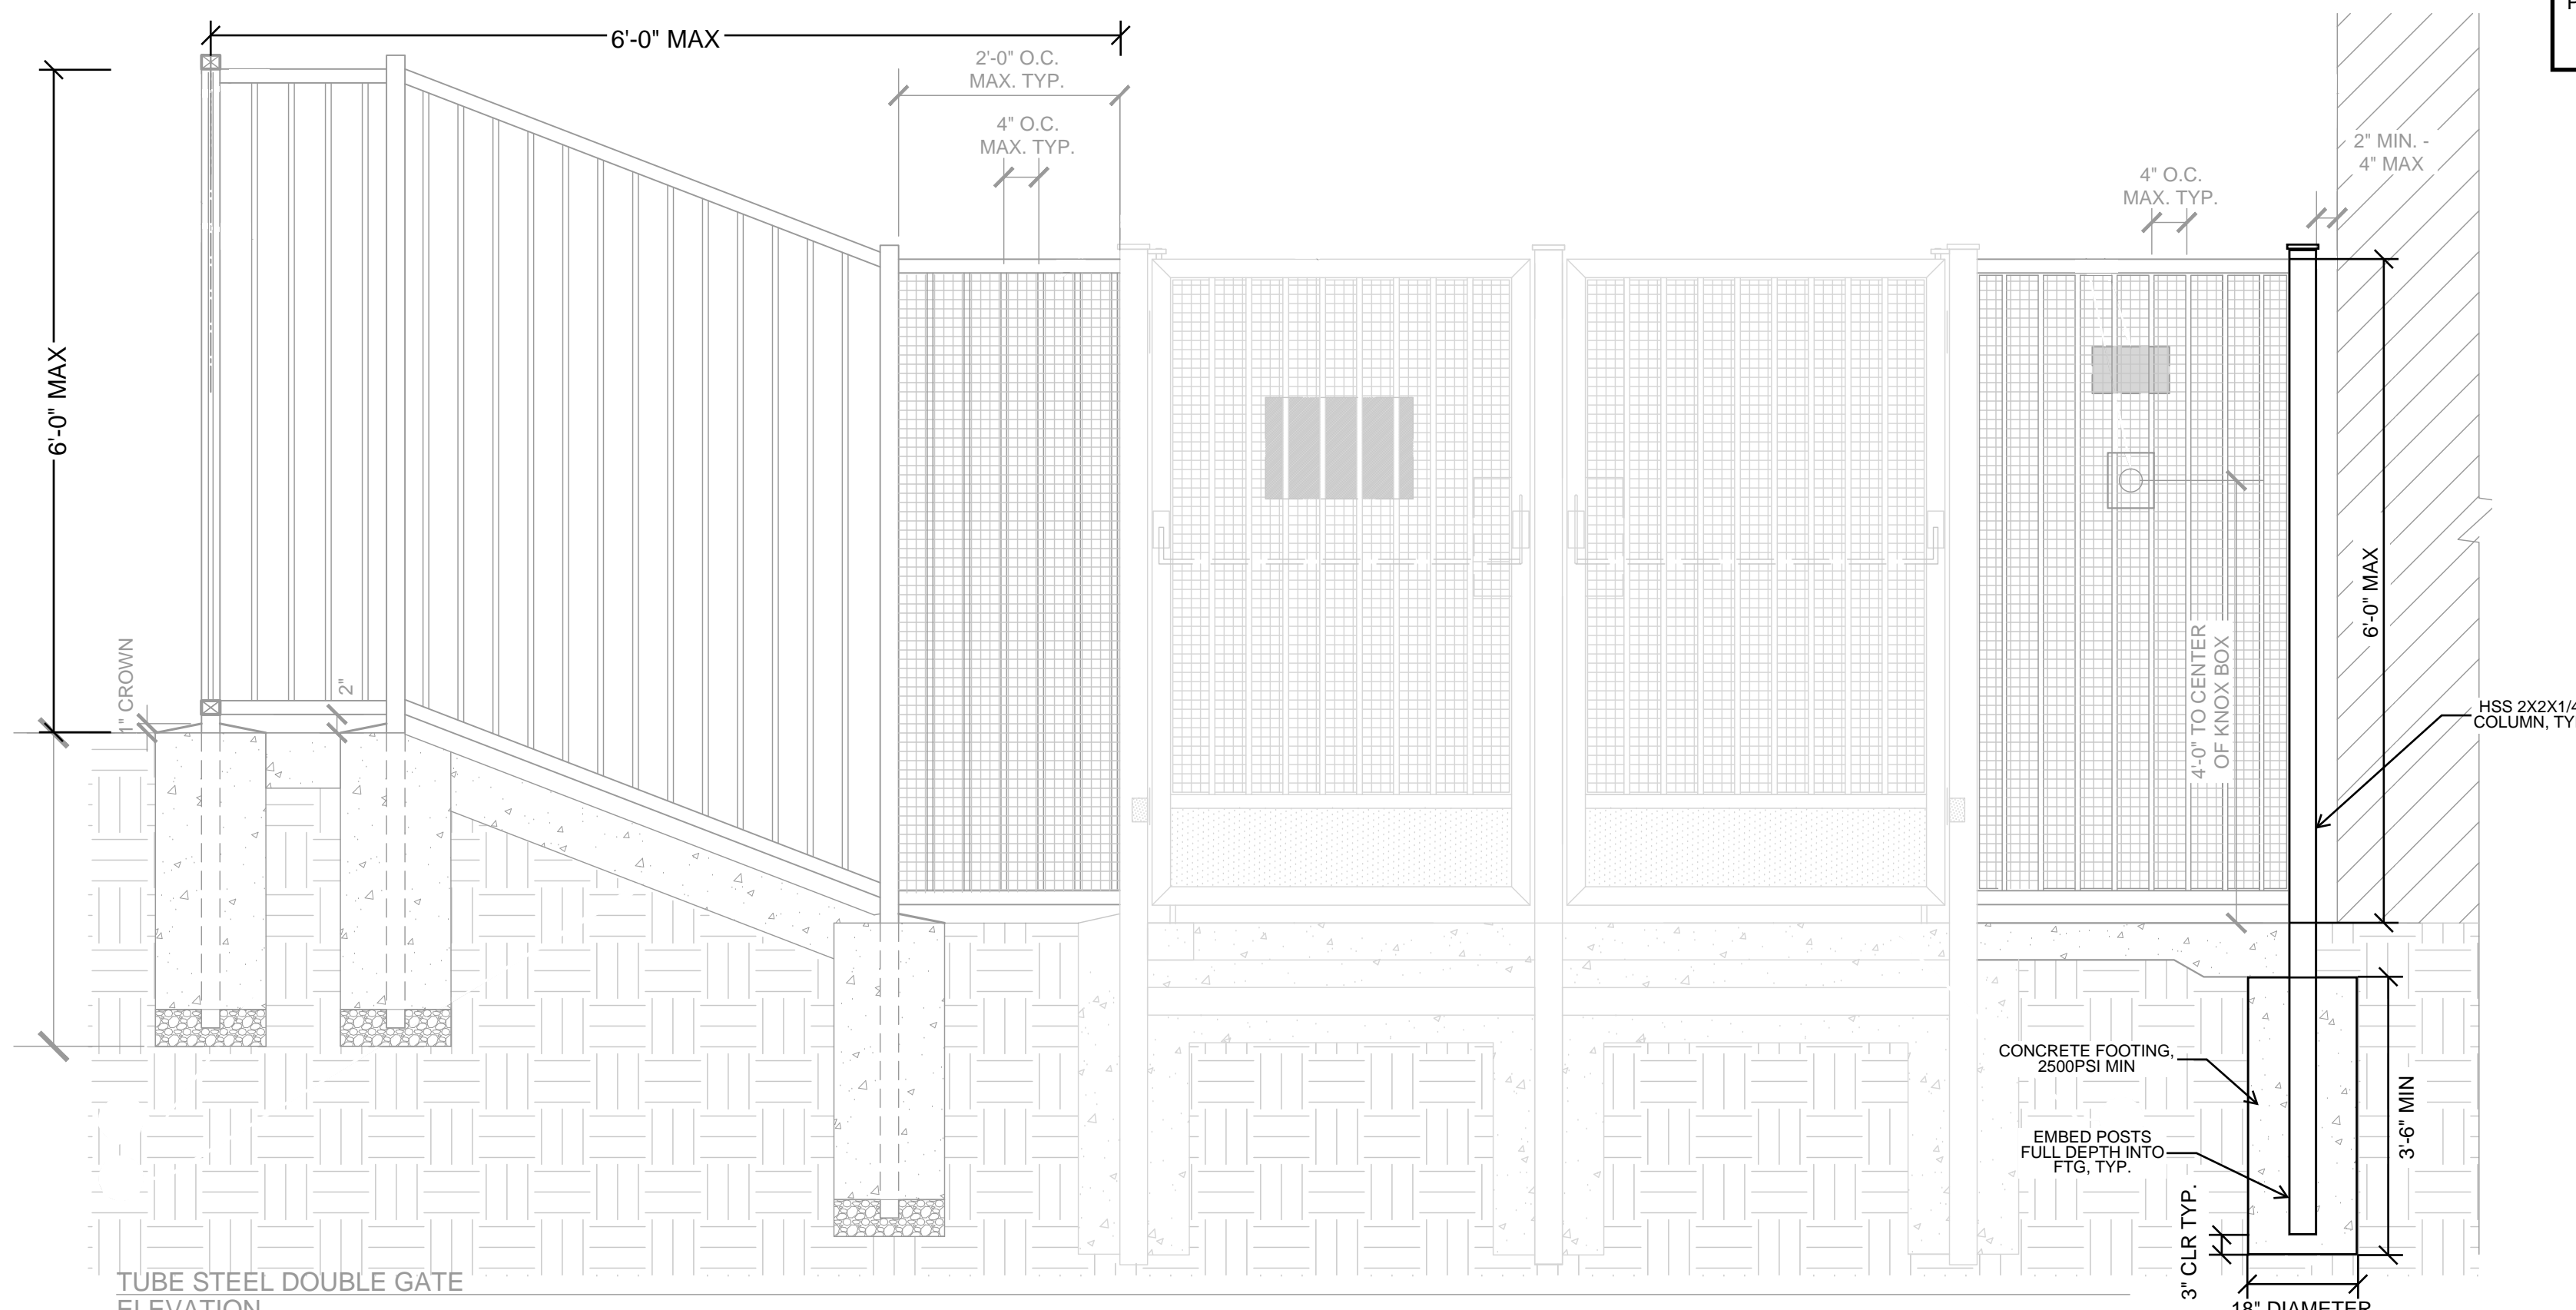 6'-0" MAX
2'-0" O.C.
MAX. TYP.
4" O.C.
MAX. TYP.
2" MIN. -
4" MAX
4" O.C.
MAX. TYP.
6'-0" MAX
1" CROWN
2"
4'-0" TO CENTER
OF KNOX BOX
6'-0" MAX
HSS 2X2X1/4
COLUMN,
CONCRETE FOOTING,
2500PSI MIN
EMBED POSTS
FULL DEPTH INTO
FTG, TYP.
3'-6" MIN
3" CLR TYP.
18" DIAMETER
TUBE STEEL DOUBLE GATE
ELEVATION